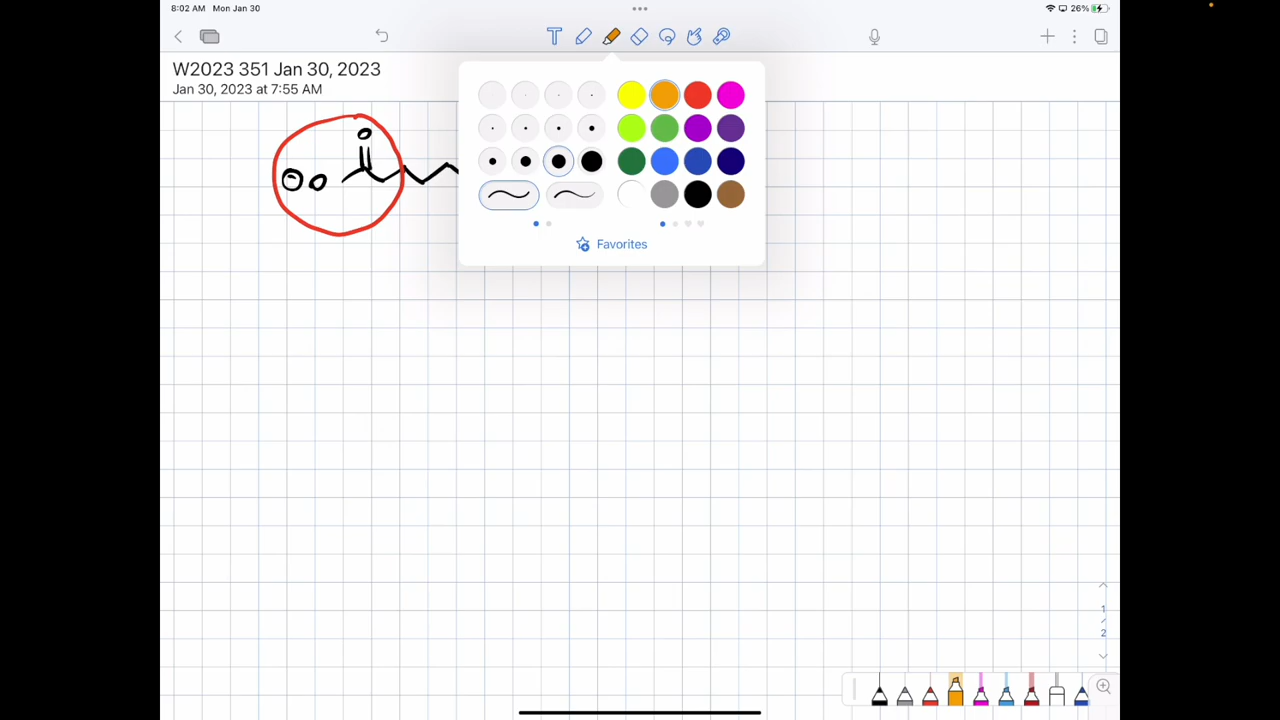 8:02 AM Mon Jan 30
26%
T
W2023 351 Jan 30, 2023
Jan 30, 2023 at 7:55 AM
O
⊖O
Favorites
1
2